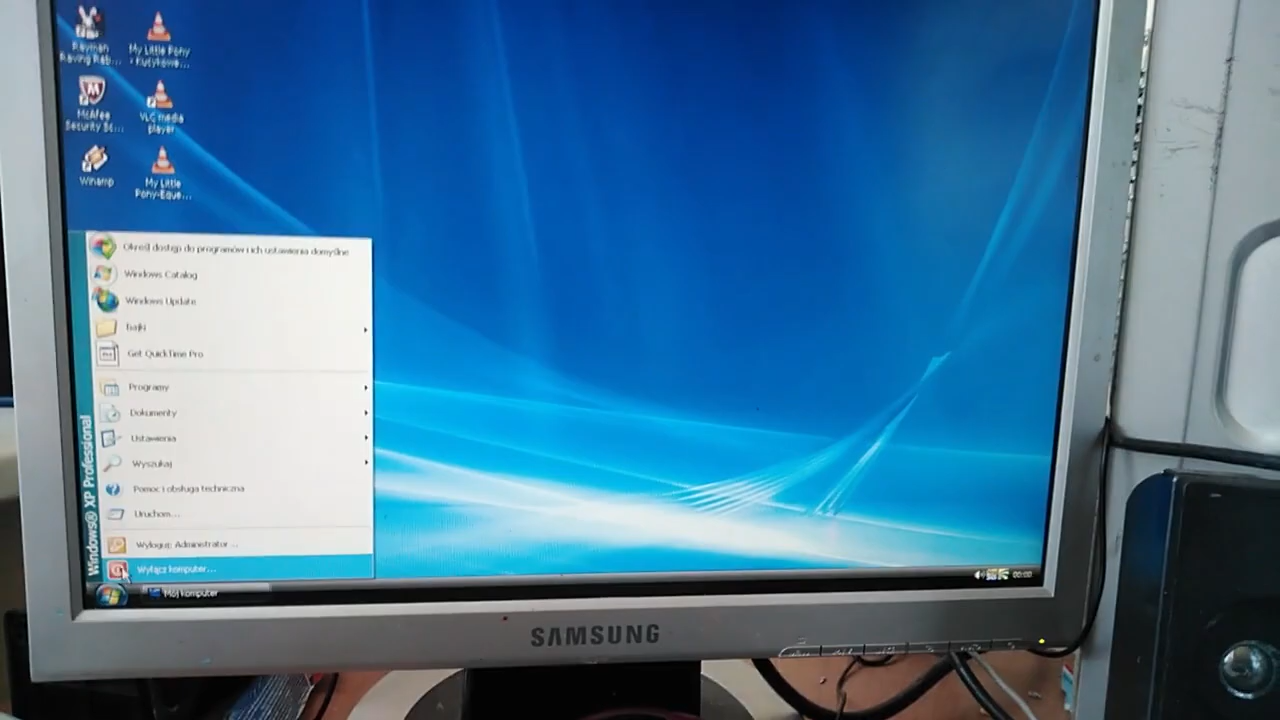 Rayman
Raving Rab...
My Little Pony
- Kucykowe...
McAfee
Security Sc...
VLC media
player
Winamp
My Little
Pony-Eque...
Określ dostęp do programów i ich ustawienia domyślne
Windows Catalog
Windows Update
bajki
Get QuickTime Pro
Programy
Dokumenty
Ustawienia
Wyszukaj
Pomoc i obsługa techniczna
Uruchom...
Wyloguj: Administrator...
Wyłącz komputer...
Windows® XP Professional
Mój komputer
00:00
SAMSUNG